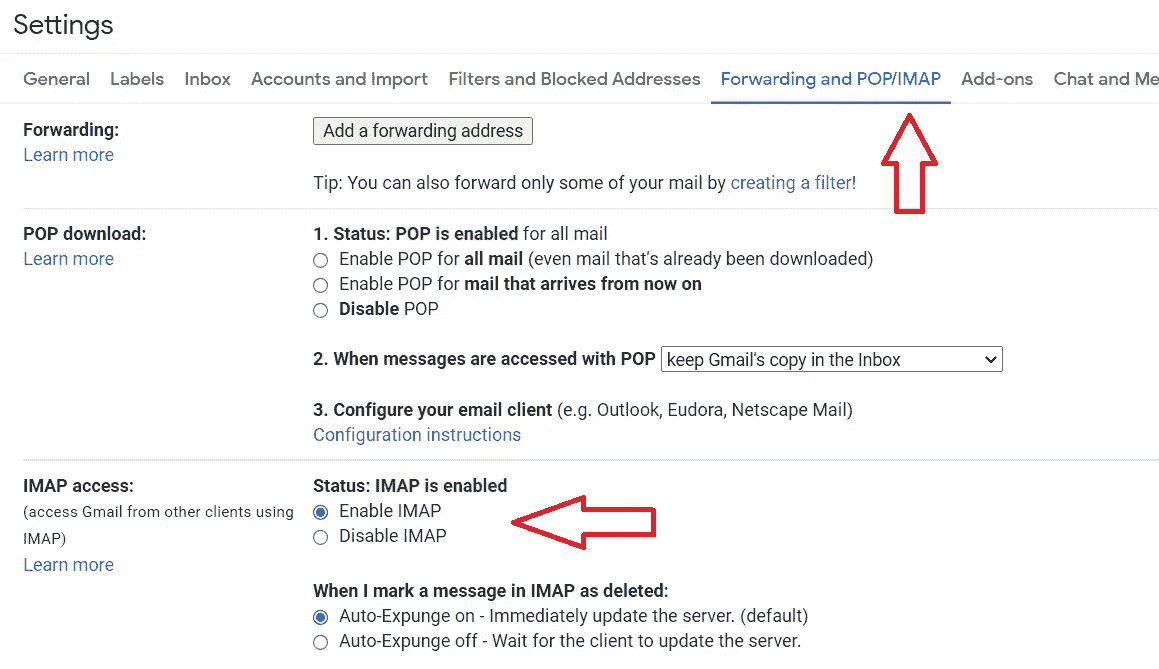 Settings
General Labels Inbox Accounts and Import Filters and Blocked Addresses Forwarding and POP/IMAP Add-ons Chat and Me
Forwarding:
Learn more
Add a forwarding address
Tip: You can also forward only some of your mail by creating a filter!
POP download:
Learn more
1. Status: POP is enabled for all mail
Enable POP for all mail (even mail that's already been downloaded)
Enable POP for mail that arrives from now on
Disable POP
2. When messages are accessed with POP keep Gmail's copy in the Inbox
3. Configure your email client (e.g. Outlook, Eudora, Netscape Mail)
Configuration instructions
IMAP access:
(access Gmail from other clients using
IMAP)
Learn more
Status: IMAP is enabled
Enable IMAP
Disable IMAP
When I mark a message in IMAP as deleted:
Auto-Expunge on - Immediately update the server. (default)
Auto-Expunge off - Wait for the client to update the server.